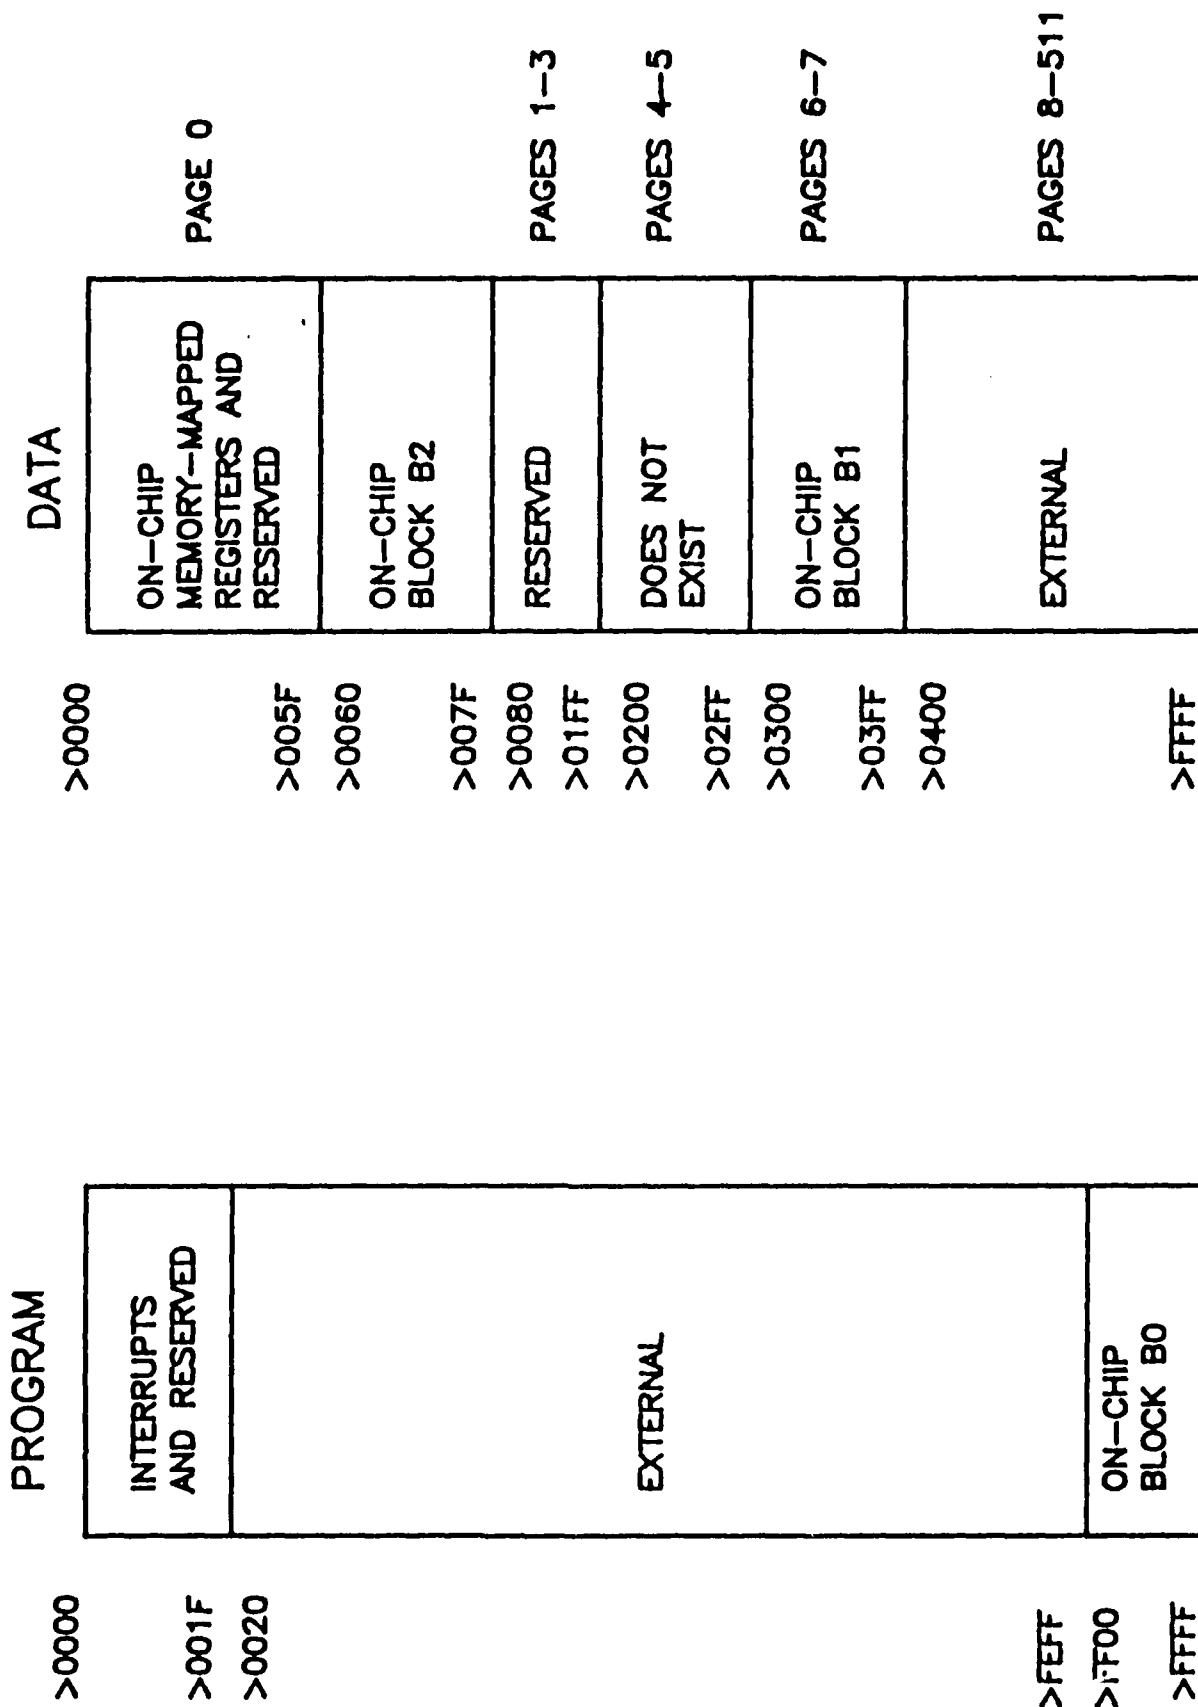 PROGRAM
>0000
INTERRUPTS
AND RESERVED
>001F
>0020
EXTERNAL
>FEFF
>FF00
ON-CHIP
BLOCK B0
>FFFF
DATA
>0000
ON-CHIP
MEMORY-MAPPED
REGISTERS AND
RESERVED
PAGE 0
>005F
>0060
ON-CHIP
BLOCK B2
>007F
>0080
RESERVED
PAGES 1-3
>01FF
>0200
DOES NOT
EXIST
PAGES 4-5
>02FF
>0300
ON-CHIP
BLOCK B1
PAGES 6-7
>03FF
>0400
EXTERNAL
PAGES 8-511
>FFFF